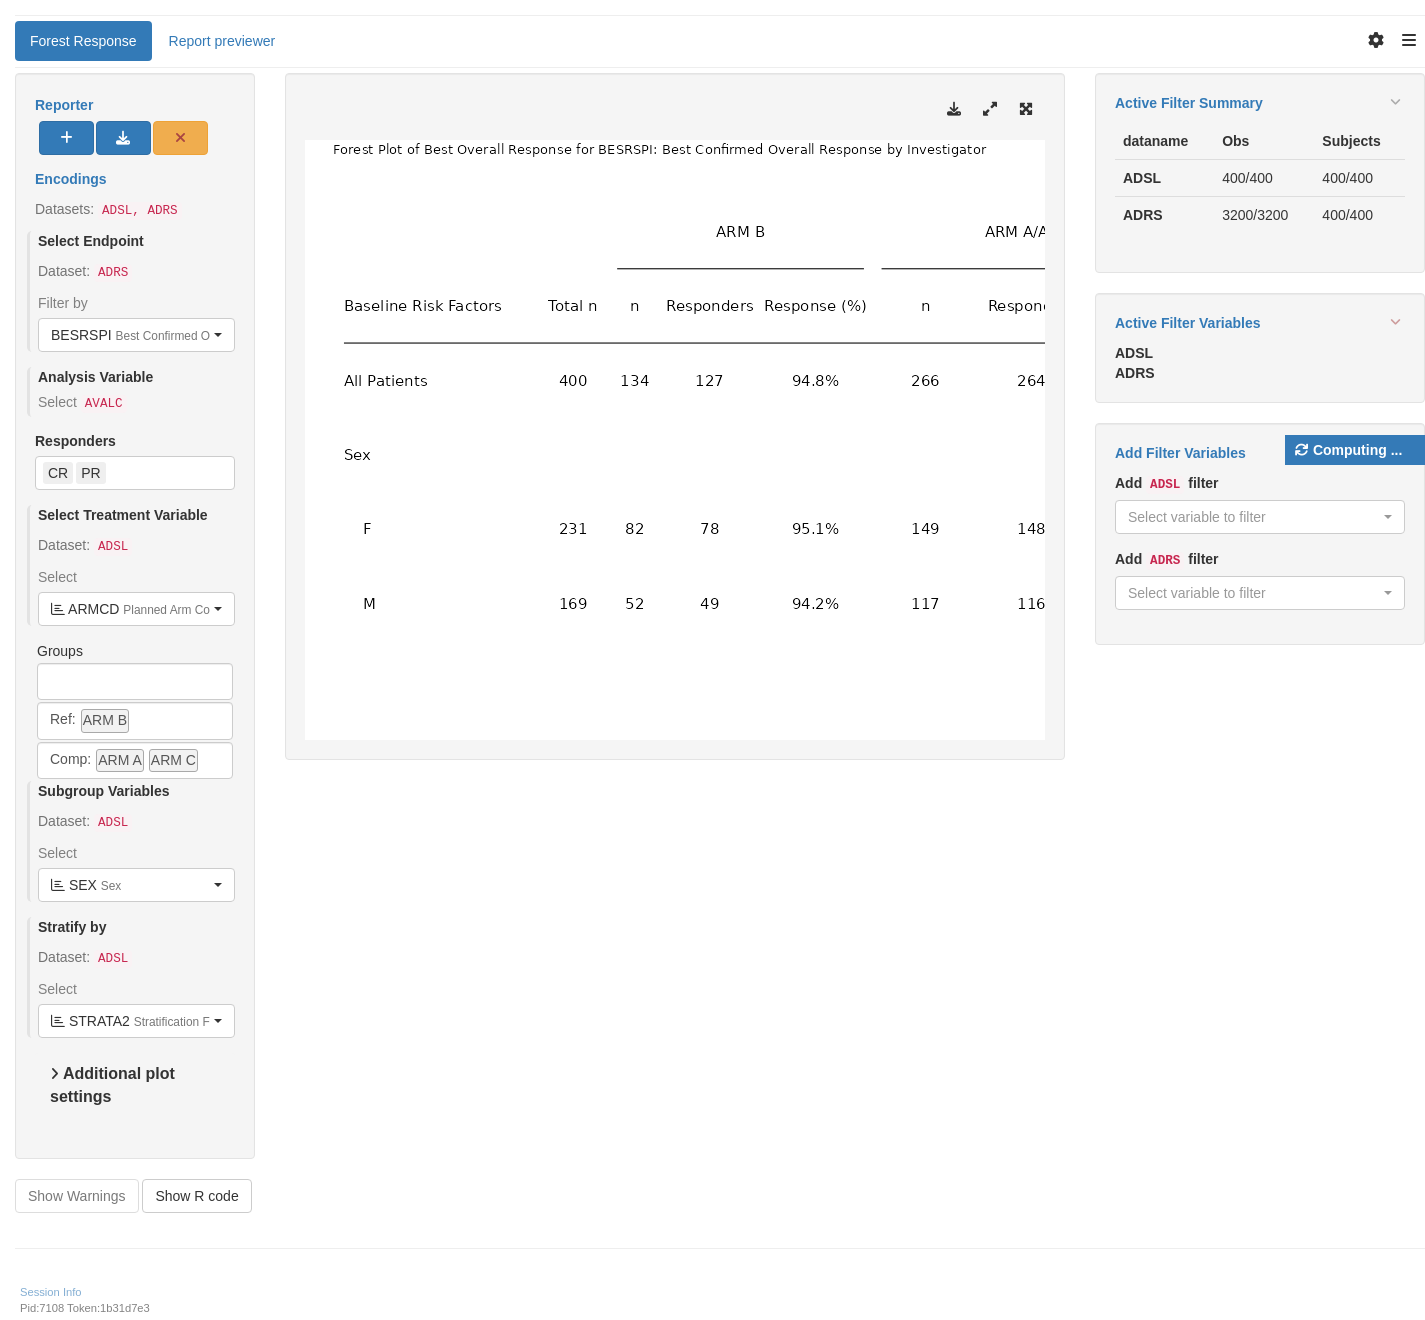 Forest Response Report previewer
Reporter
Encodings
Datasets: ADSL, ADRS
Select Endpoint
Dataset: ADRS
Filter by
BESRSPI Best Confirmed O
Analysis Variable
Select AVALC
Responders
CR PR
Select Treatment Variable
Dataset: ADSL
Select
ARMCD Planned Arm Co
Groups
Ref: ARM B
Comp: ARM A ARM C
Subgroup Variables
Dataset: ADSL
Select
SEX Sex
Stratify by
Dataset: ADSL
Select
STRATA2 Stratification F
Additional plot
settings
Show Warnings Show R code
Forest Plot of Best Overall Response for BESRSPI: Best Confirmed Overall Response by Investigator
ARM B ARM A/A
Baseline Risk Factors Total n n Responders Response (%) n Respon
All Patients 400 134 127 94.8% 266 264
Sex
F 231 82 78 95.1% 149 148
M 169 52 49 94.2% 117 116
Active Filter Summary
dataname Obs Subjects
ADSL 400/400 400/400
ADRS 3200/3200 400/400
Active Filter Variables
ADSL
ADRS
Add Filter Variables
Computing ...
Add ADSL filter
Select variable to filter
Add ADRS filter
Select variable to filter
Session Info
Pid:7108 Token:1b31d7e3